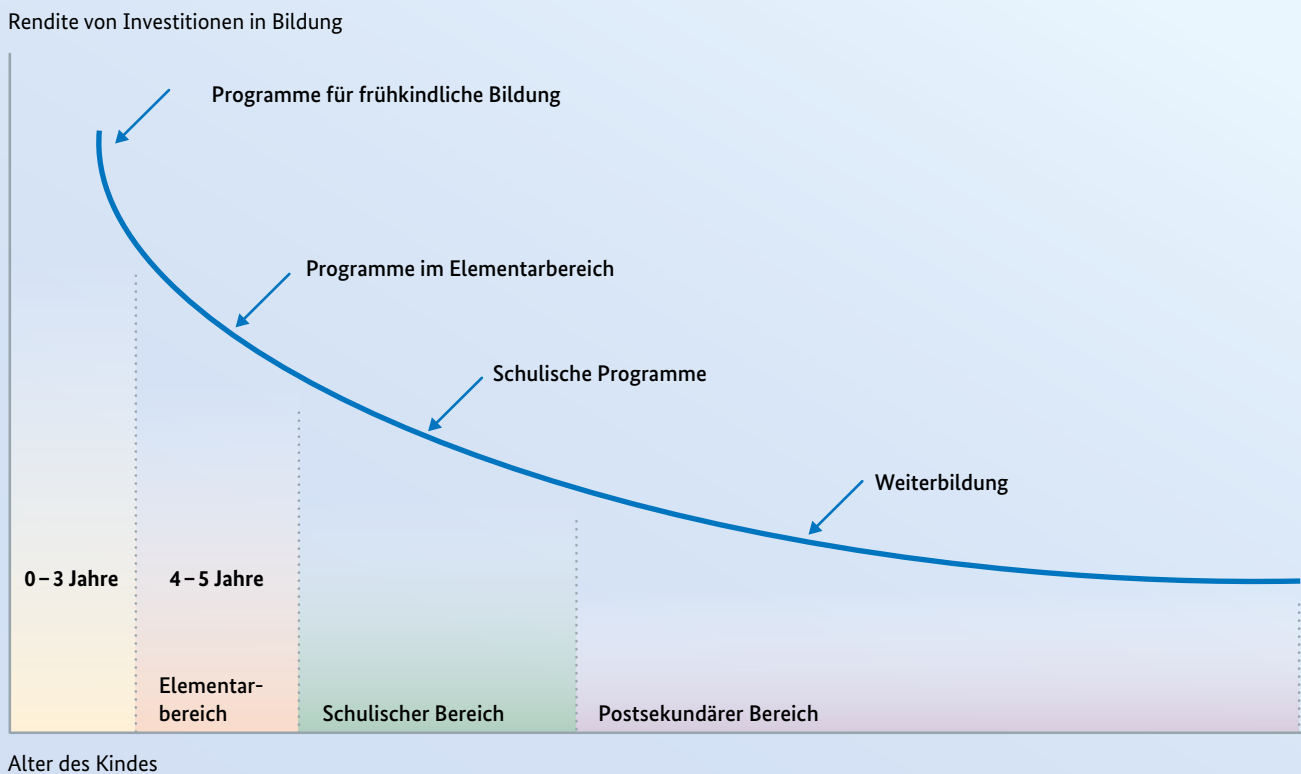 Rendite von Investitionen in Bildung
Programme für frühkindliche Bildung
Programme im Elementarbereich
Schulische Programme
Weiterbildung
0 – 3 Jahre
4 – 5 Jahre
Elementar-
bereich
Schulischer Bereich
Postsekundärer Bereich
Alter des Kindes